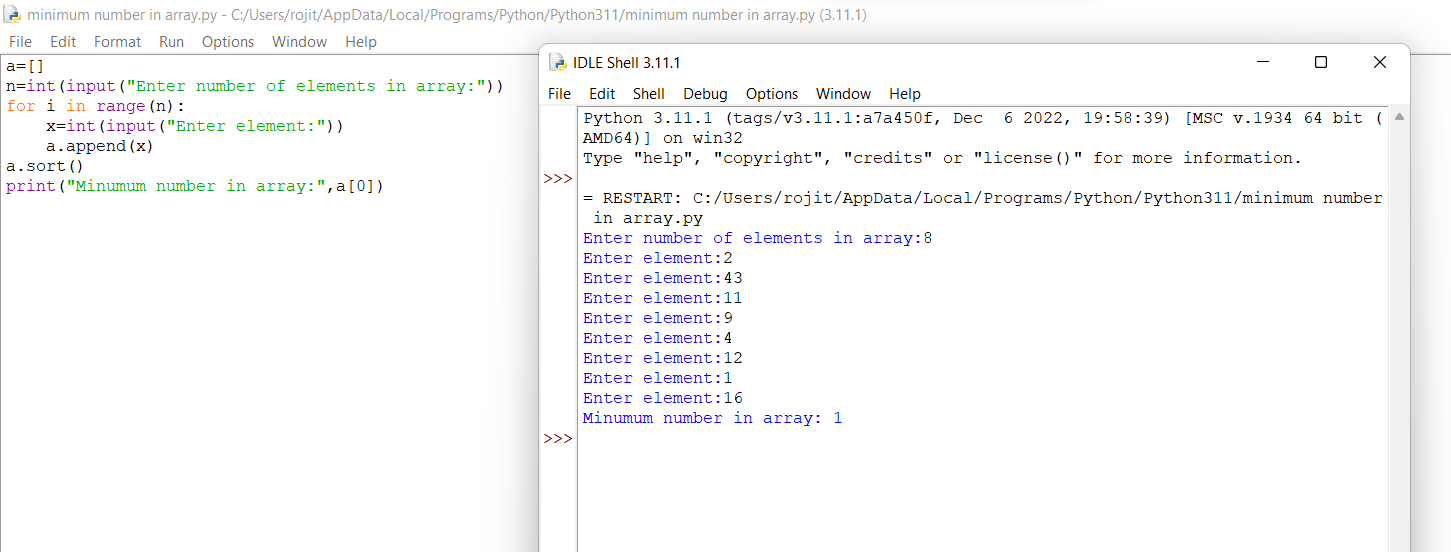 minimum number in array.py - C:/Users/rojit/AppData/Local/Programs/Python/Python311/minimum number in array.py (3.11.1)
File Edit Format Run Options Window Help
a=[]
n=int(input("Enter number of elements in array:"))
for i in range(n):
    x=int(input("Enter element:"))
    a.append(x)
a.sort()
print("Minumum number in array:",a[0])
IDLE Shell 3.11.1
File Edit Shell Debug Options Window Help
Python 3.11.1 (tags/v3.11.1:a7a450f, Dec  6 2022, 19:58:39) [MSC v.1934 64 bit (
AMD64)] on win32
Type "help", "copyright", "credits" or "license()" for more information.
>>>
= RESTART: C:/Users/rojit/AppData/Local/Programs/Python/Python311/minimum number
 in array.py
Enter number of elements in array:8
Enter element:2
Enter element:43
Enter element:11
Enter element:9
Enter element:4
Enter element:12
Enter element:1
Enter element:16
Minumum number in array: 1
>>>